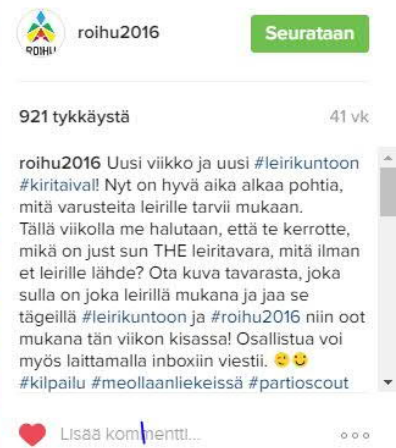 ROIHU
roihu2016
Seurataan
921 tykkäystä
41 vk
roihu2016 Uusi viikko ja uusi #leirikuntoon
#kiritaival! Nyt on hyvä aika alkaa pohtia,
mitä varusteita leirille tarvii mukaan.
Tällä viikolla me halutaan, että te kerrotte,
mikä on just sun THE leiritavara, mitä ilman
et leirille lähde? Ota kuva tavarasta, joka
sulla on joka leirillä mukana ja jaa se
tägeillä #leirikuntoon ja #roihu2016 niin oot
mukana tän viikon kisassa! Osallistua voi
myös laittamalla inboxiin viestii. 😊😃
#kilpailu #meollaanliekeissä #partioscout
Lisää kommentti...